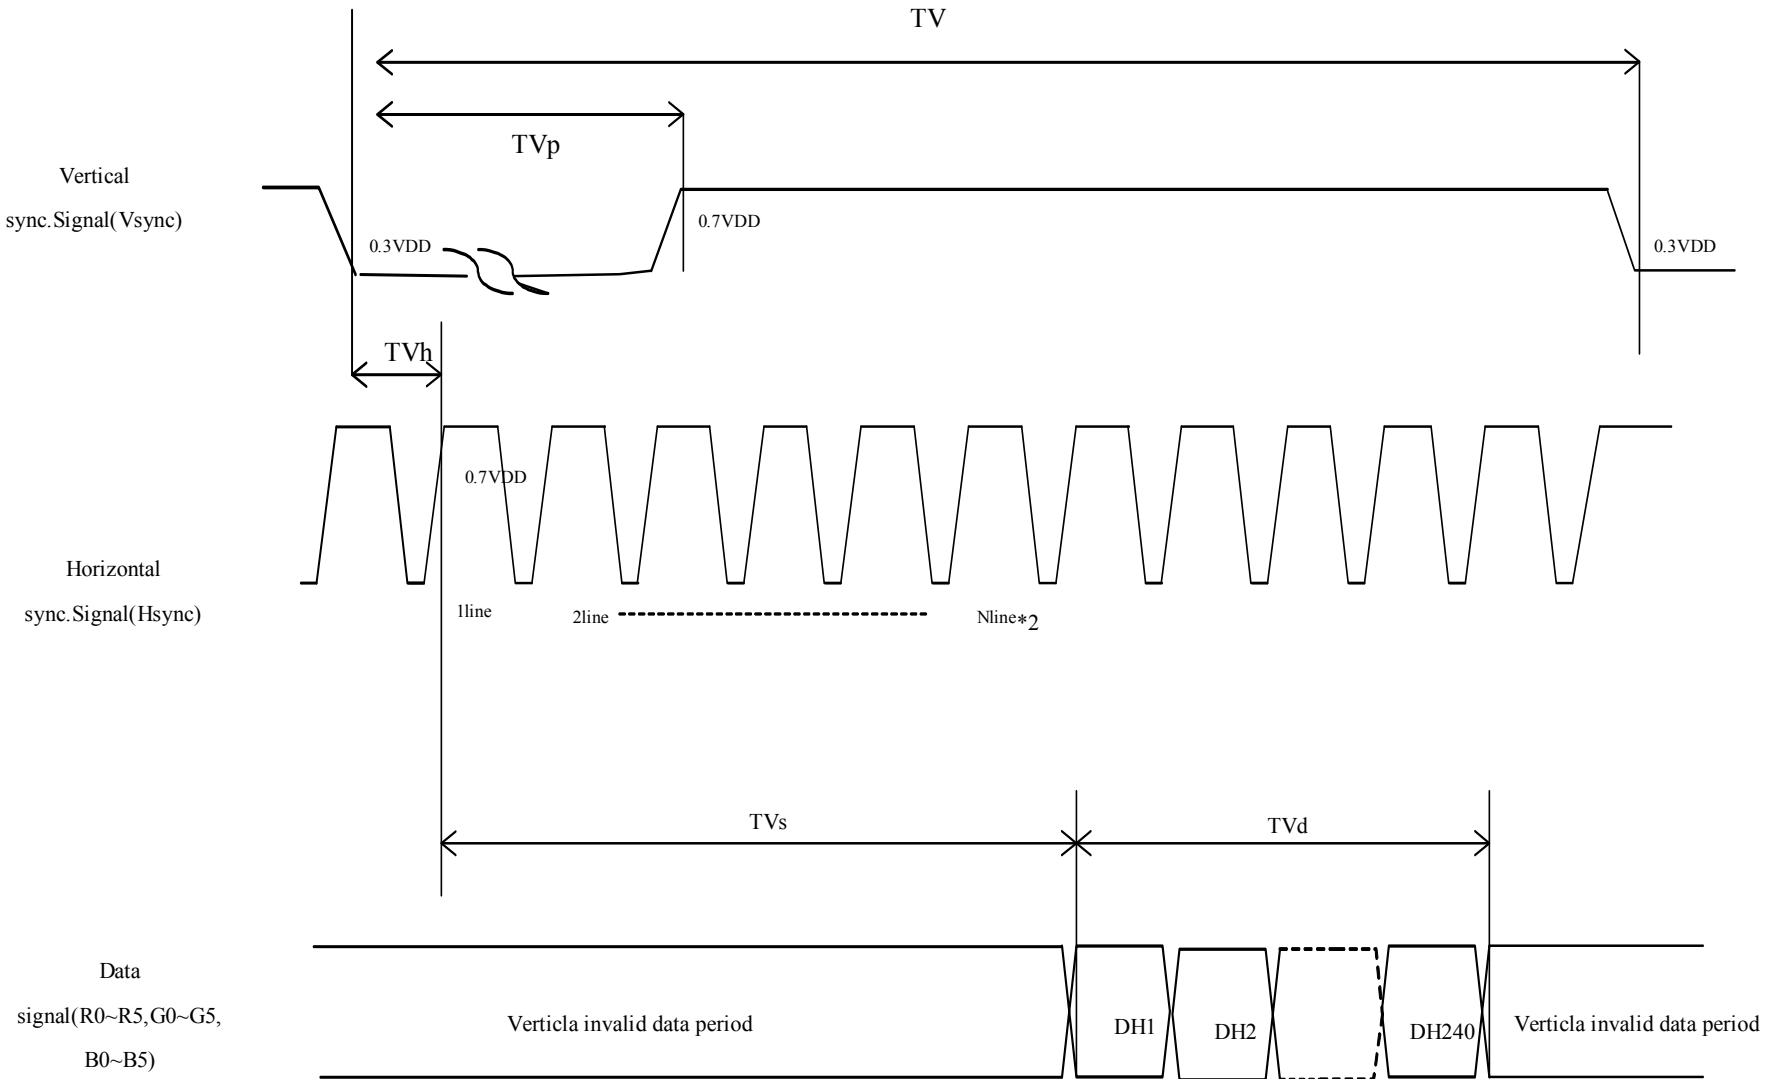 TV
TVp
Vertical
sync.Signal(Vsync)
0.7VDD
0.3VDD
0.3VDD
TVh
0.7VDD
Horizontal
sync.Signal(Hsync)
1line
2line
Nline*2
TVs
TVd
Data
signal(R0~R5,G0~G5,
B0~B5)
Verticla invalid data period
DH1
DH2
DH240
Verticla invalid data period